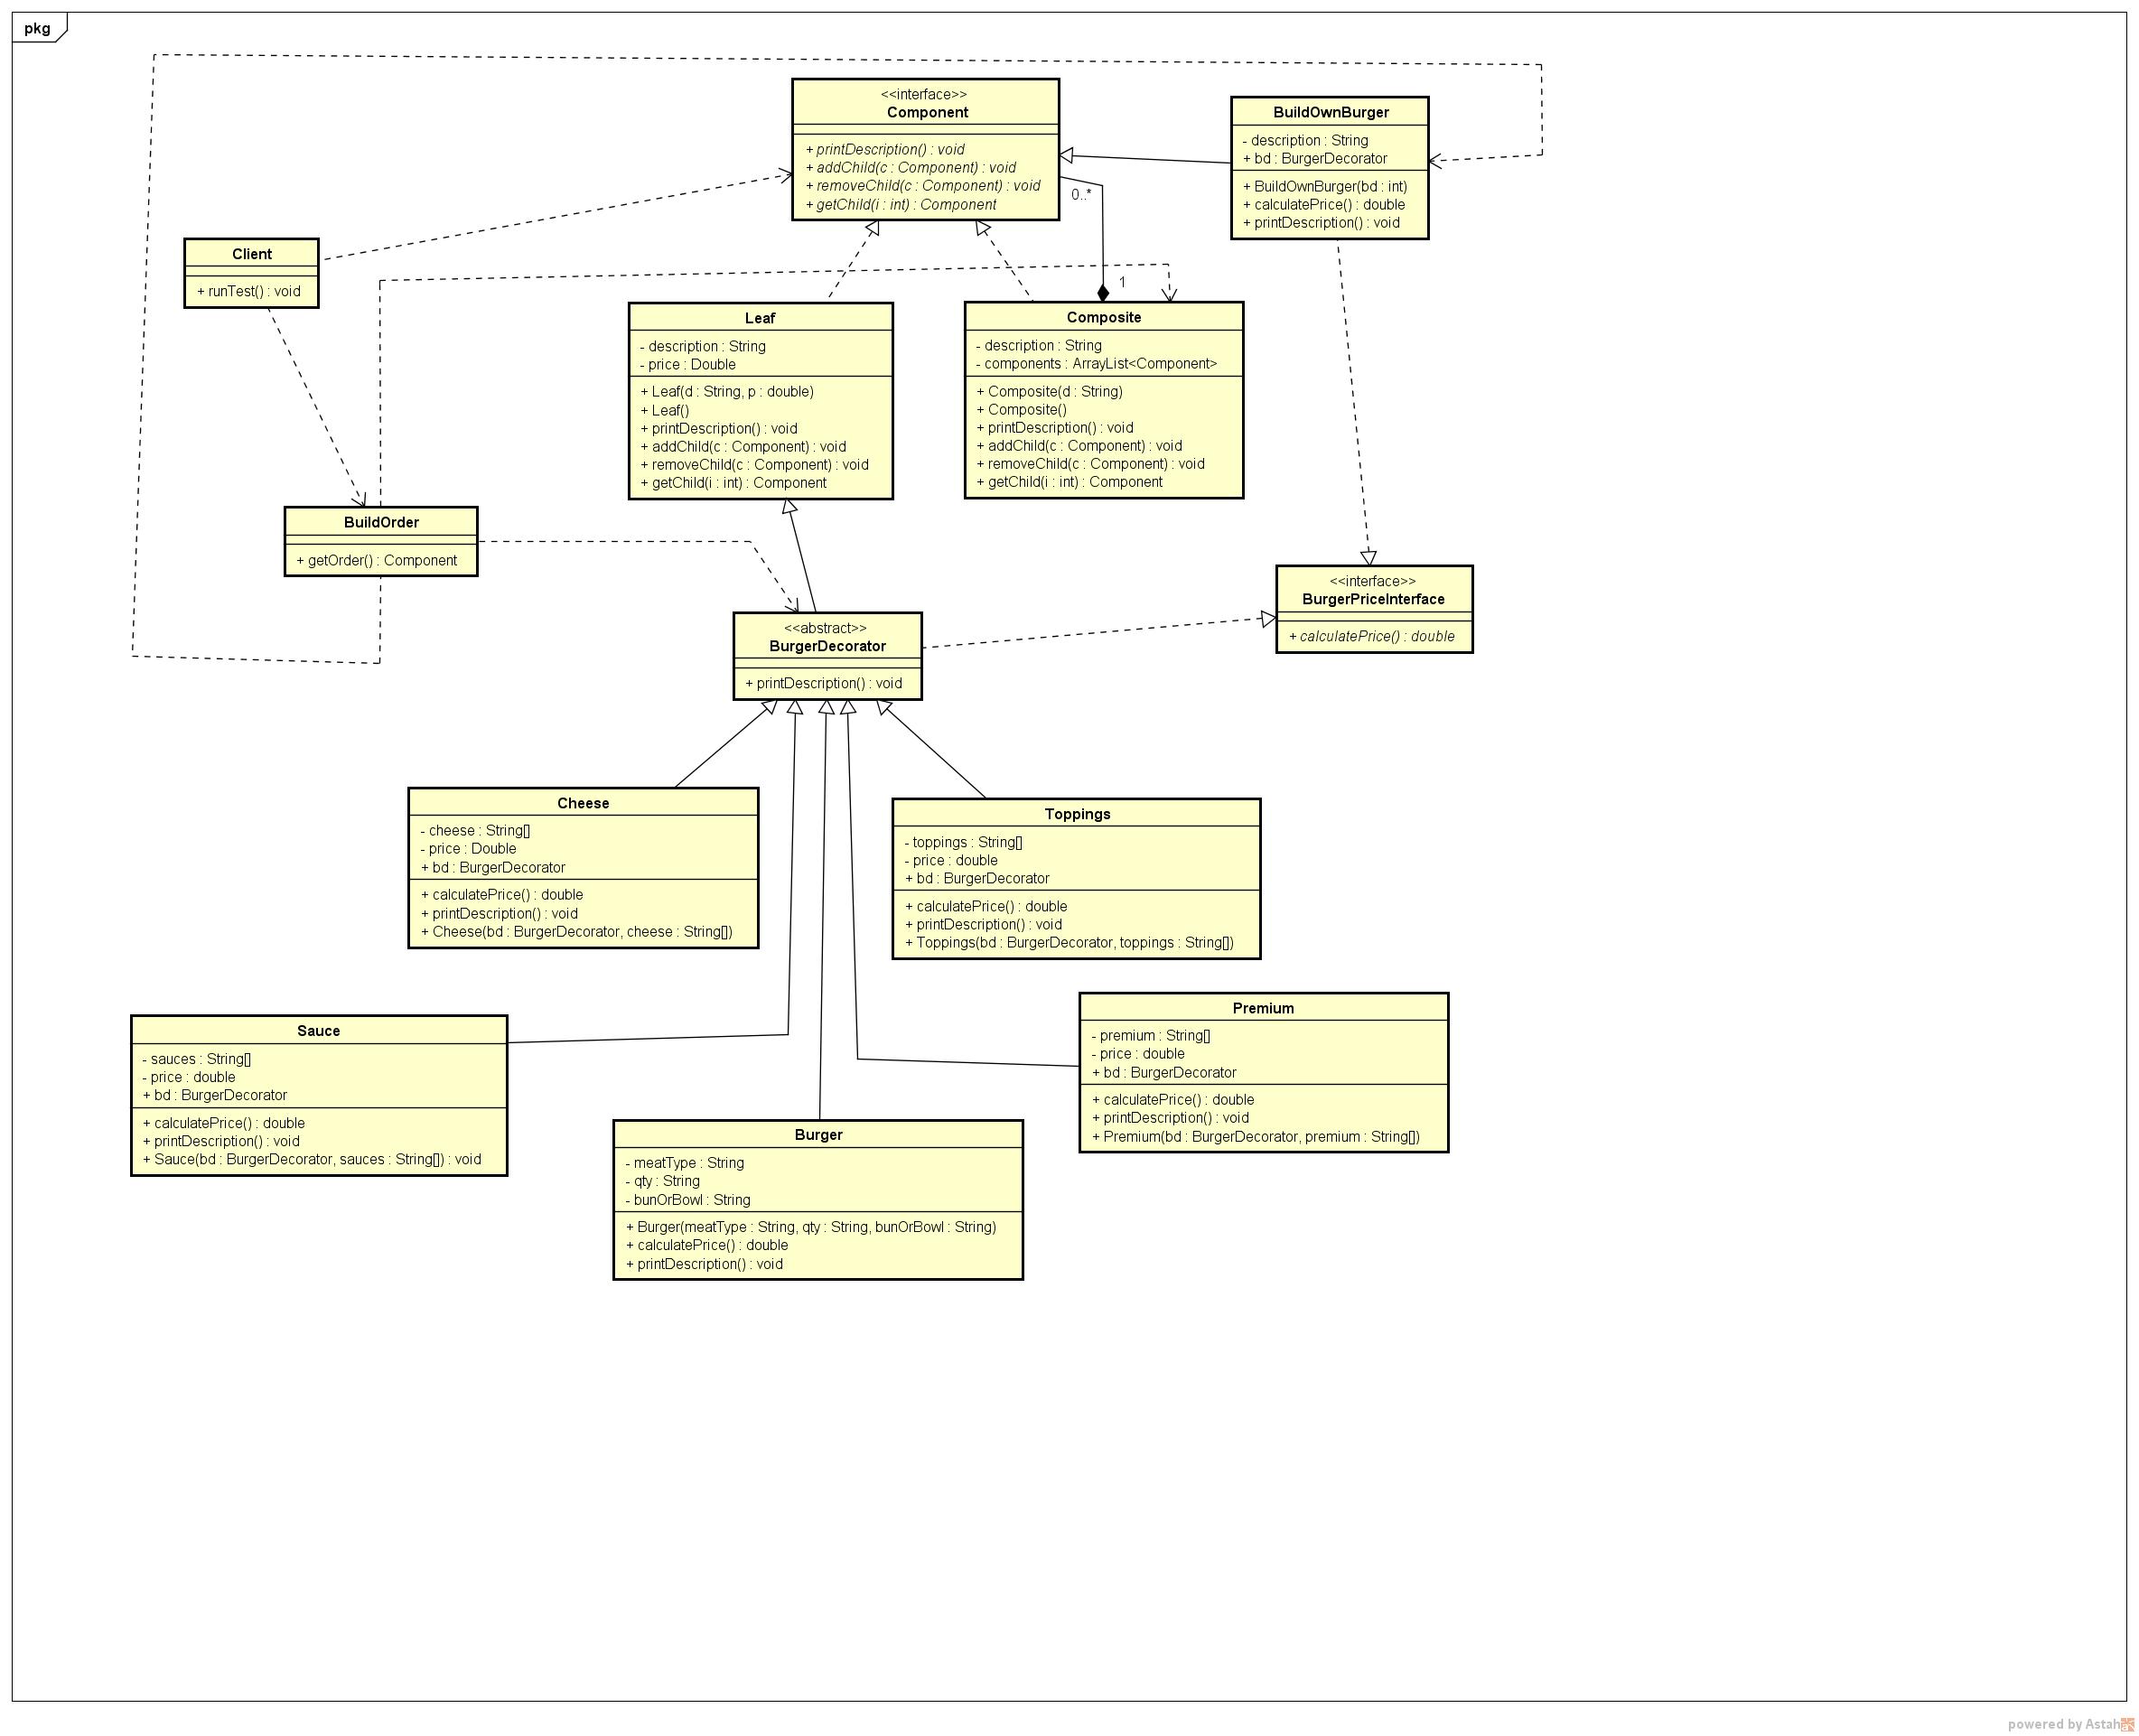 pkg
<<interface>>
Component
+ printDescription() : void
+ addChild(c : Component) : void
+ removeChild(c : Component) : void
+ getChild(i : int) : Component
BuildOwnBurger
- description : String
+ bd : BurgerDecorator
+ BuildOwnBurger(bd : int)
+ calculatePrice() : double
+ printDescription() : void
0..*
1
Client
+ runTest() : void
Leaf
- description : String
- price : Double
+ Leaf(d : String, p : double)
+ Leaf()
+ printDescription() : void
+ addChild(c : Component) : void
+ removeChild(c : Component) : void
+ getChild(i : int) : Component
Composite
- description : String
- components : ArrayList<Component>
+ Composite(d : String)
+ Composite()
+ printDescription() : void
+ addChild(c : Component) : void
+ removeChild(c : Component) : void
+ getChild(i : int) : Component
BuildOrder
+ getOrder() : Component
<<interface>>
BurgerPriceInterface
+ calculatePrice() : double
<<abstract>>
BurgerDecorator
+ printDescription() : void
Cheese
- cheese : String[]
- price : Double
+ bd : BurgerDecorator
+ calculatePrice() : double
+ printDescription() : void
+ Cheese(bd : BurgerDecorator, cheese : String[])
Toppings
- toppings : String[]
- price : double
+ bd : BurgerDecorator
+ calculatePrice() : double
+ printDescription() : void
+ Toppings(bd : BurgerDecorator, toppings : String[])
Sauce
- sauces : String[]
- price : double
+ bd : BurgerDecorator
+ calculatePrice() : double
+ printDescription() : void
+ Sauce(bd : BurgerDecorator, sauces : String[]) : void
Premium
- premium : String[]
- price : double
+ bd : BurgerDecorator
+ calculatePrice() : double
+ printDescription() : void
+ Premium(bd : BurgerDecorator, premium : String[])
Burger
- meatType : String
- qty : String
- bunOrBowl : String
+ Burger(meatType : String, qty : String, bunOrBowl : String)
+ calculatePrice() : double
+ printDescription() : void
powered by Astah